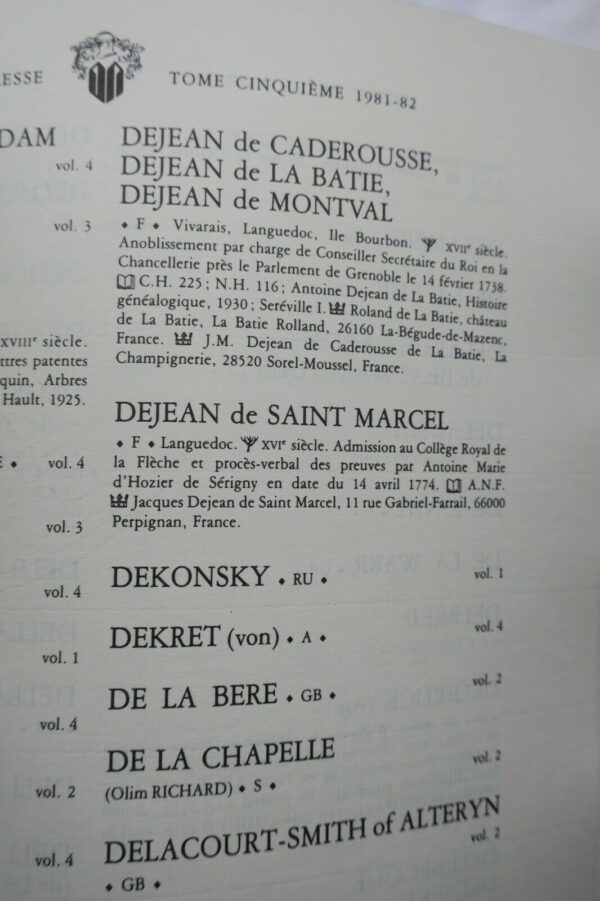 ESSE
TOME CINQUIÈME 1981-82
DAM
vol. 4
vol. 3
XVIIIe siècle.
ttres patentes
quin, Arbres
Hault, 1925.
E ♦ vol. 4
vol. 3
vol. 4
vol. 1
vol. 4
vol. 2
vol. 4
DEJEAN de CADEROUSSE,
DEJEAN de LA BATIE,
DEJEAN de MONTVAL
♦ F ♦ Vivarais, Languedoc, Ile Bourbon. XVIIe siècle.
Anoblissement par charge de Conseiller Secrétaire du Roi en la
Chancellerie près le Parlement de Grenoble le 14 février 1738.
C.H. 225 ; N.H. 116 ; Antoine Dejean de La Batie, Histoire
généalogique, 1930 ; Seréville I. Roland de La Batie, château
de La Batie, La Batie Rolland, 26160 La-Bégude-de-Mazenc,
France. J.M. Dejean de Caderousse de La Batie, La
Champignerie, 28520 Sorel-Moussel, France.
DEJEAN de SAINT MARCEL
♦ F ♦ Languedoc. XVIe siècle. Admission au Collège Royal de
la Flèche et procès-verbal des preuves par Antoine Marie
d'Hozier de Sérigny en date du 14 avril 1774. A.N.F.
Jacques Dejean de Saint Marcel, 11 rue Gabriel-Farrail, 66000
Perpignan, France.
DEKONSKY ♦ RU ♦ vol. 1
DEKRET (von) ♦ A ♦ vol. 4
DE LA BERE ♦ GB ♦ vol. 2
DE LA CHAPELLE
(Olim RICHARD) ♦ S ♦ vol. 2
DELACOURT-SMITH of ALTERYN
♦ GB ♦ vol. 2